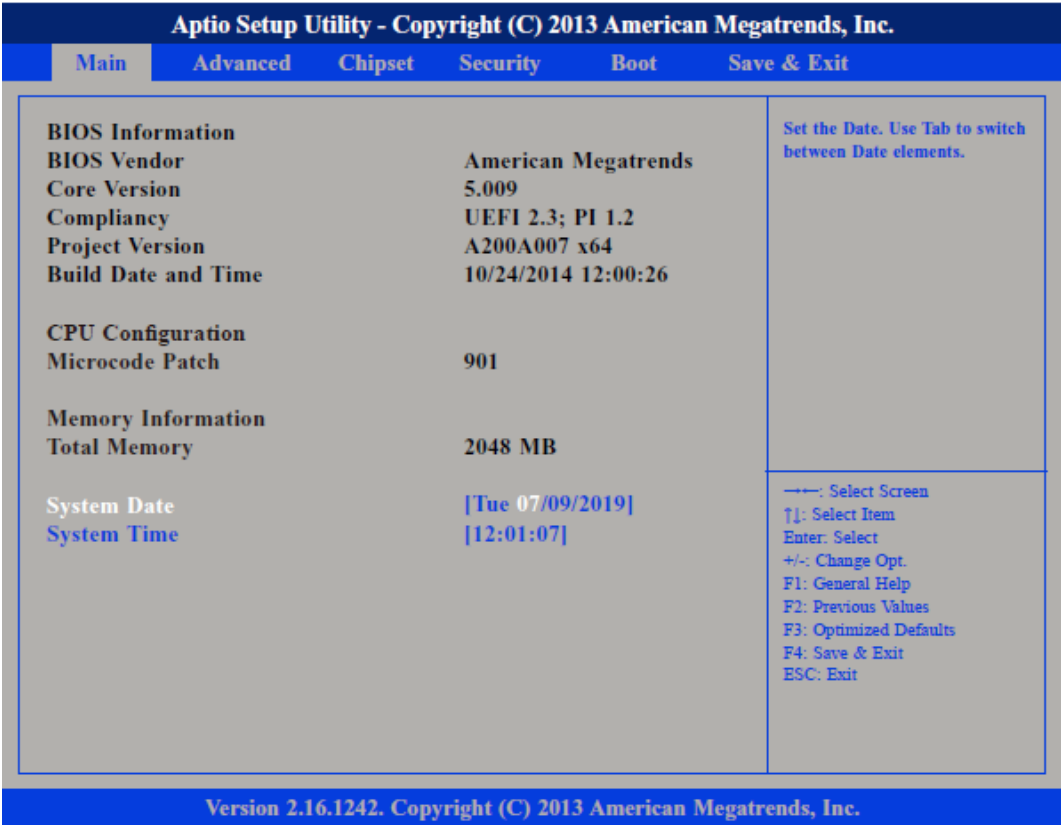 Aptio Setup Utility - Copyright (C) 2013 American Megatrends, Inc.
Main Advanced Chipset Security Boot Save & Exit
BIOS Information
BIOS Vendor American Megatrends
Core Version 5.009
Compliancy UEFI 2.3; PI 1.2
Project Version A200A007 x64
Build Date and Time 10/24/2014 12:00:26
CPU Configuration
Microcode Patch 901
Memory Information
Total Memory 2048 MB
System Date [Tue 07/09/2019]
System Time [12:01:07]
Set the Date. Use Tab to switch
between Date elements.
→←: Select Screen
↑↓: Select Item
Enter: Select
+/-: Change Opt.
F1: General Help
F2: Previous Values
F3: Optimized Defaults
F4: Save & Exit
ESC: Exit
Version 2.16.1242. Copyright (C) 2013 American Megatrends, Inc.